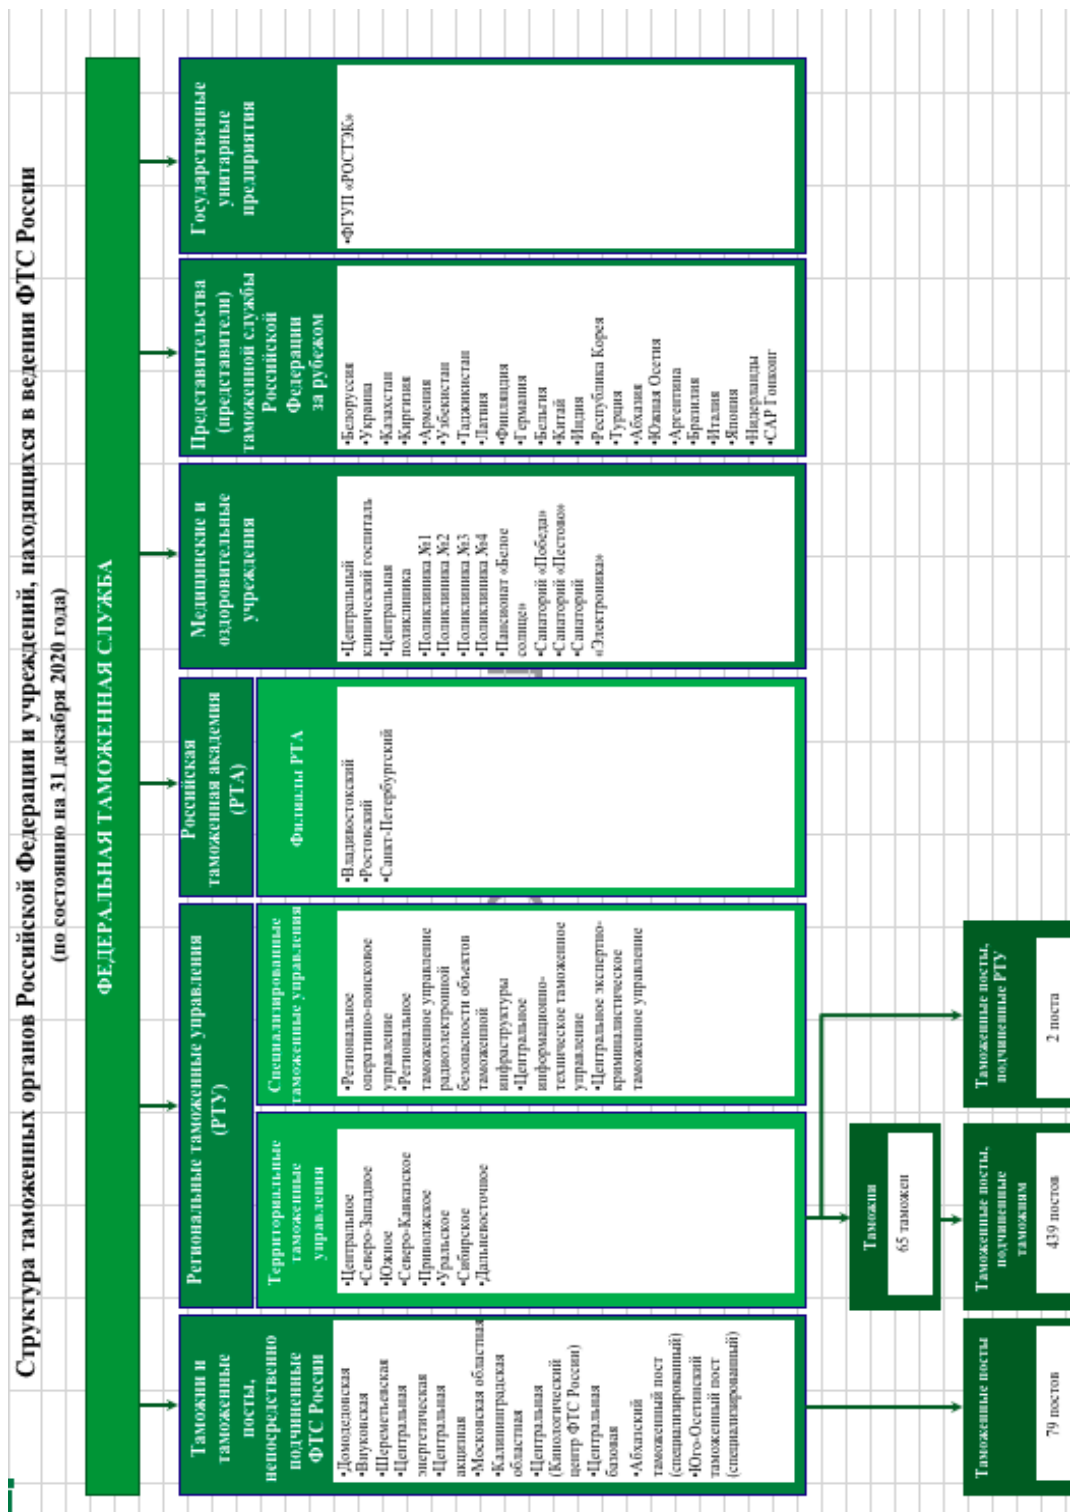 Структура таможенных органов Российской Федерации и учреждений, находящихся в ведении ФТС России
(по состоянию на 31 декабря 2020 года)
ФЕДЕРАЛЬНАЯ ТАМОЖЕННАЯ СЛУЖБА
Таможни и
таможенные
посты,
непосредственно
подчиненные
ФТС России
•Домодедовская
•Внуковская
•Шереметьевская
•Центральная
энергетическая
•Центральная
акцизная
•Московская областная
•Калининградская
областная
•Центральная
(Кинологический
центр ФТС России)
•Центральная
базовая
•Абхазский
таможенный пост
(специализированный)
•Юго-Осетинский
таможенный пост
(специализированный)
Региональные таможенные управления
(РТУ)
Территориальные
таможенные
управления
•Центральное
•Северо-Западное
•Южное
•Северо-Кавказское
•Приволжское
•Уральское
•Сибирское
•Дальневосточное
Специализированные
таможенные управления
•Региональное
оперативно-поисковое
управление
•Региональное
таможенное управление
радиоэлектронной
безопасности объектов
таможенной
инфраструктуры
•Центральное
информационно-
техническое таможенное
управление
•Центральное экспертно-
криминалистическое
таможенное управление
Российская
таможенная академия
(РТА)
Филиалы РТА
•Владивостокский
•Ростовский
•Санкт-Петербургский
Медицинские и
оздоровительные
учреждения
•Центральный
клинический госпиталь
•Центральная
поликлиника
•Поликлиника №1
•Поликлиника №2
•Поликлиника №3
•Поликлиника №4
•Пансионат «Белое
солнце»
•Санаторий «Победа»
•Санаторий «Пестово»
•Санаторий
«Электроника»
Представительства
(представители)
таможенной службы
Российской
Федерации
за рубежом
•Белоруссия
•Украина
•Казахстан
•Киргизия
•Армения
•Узбекистан
•Таджикистан
•Латвия
•Финляндия
•Германия
•Бельгия
•Китай
•Индия
•Республика Корея
•Турция
•Абхазия
•Южная Осетия
•Аргентина
•Бразилия
•Италия
•Япония
•Нидерланды
•САР Гонконг
Государственные
унитарные
предприятия
•ФГУП «РОСТЭК»
Таможни
65 таможен
Таможенные посты
79 постов
Таможенные посты,
подчиненные
таможням
439 постов
Таможенные посты,
подчиненные РТУ
2 поста